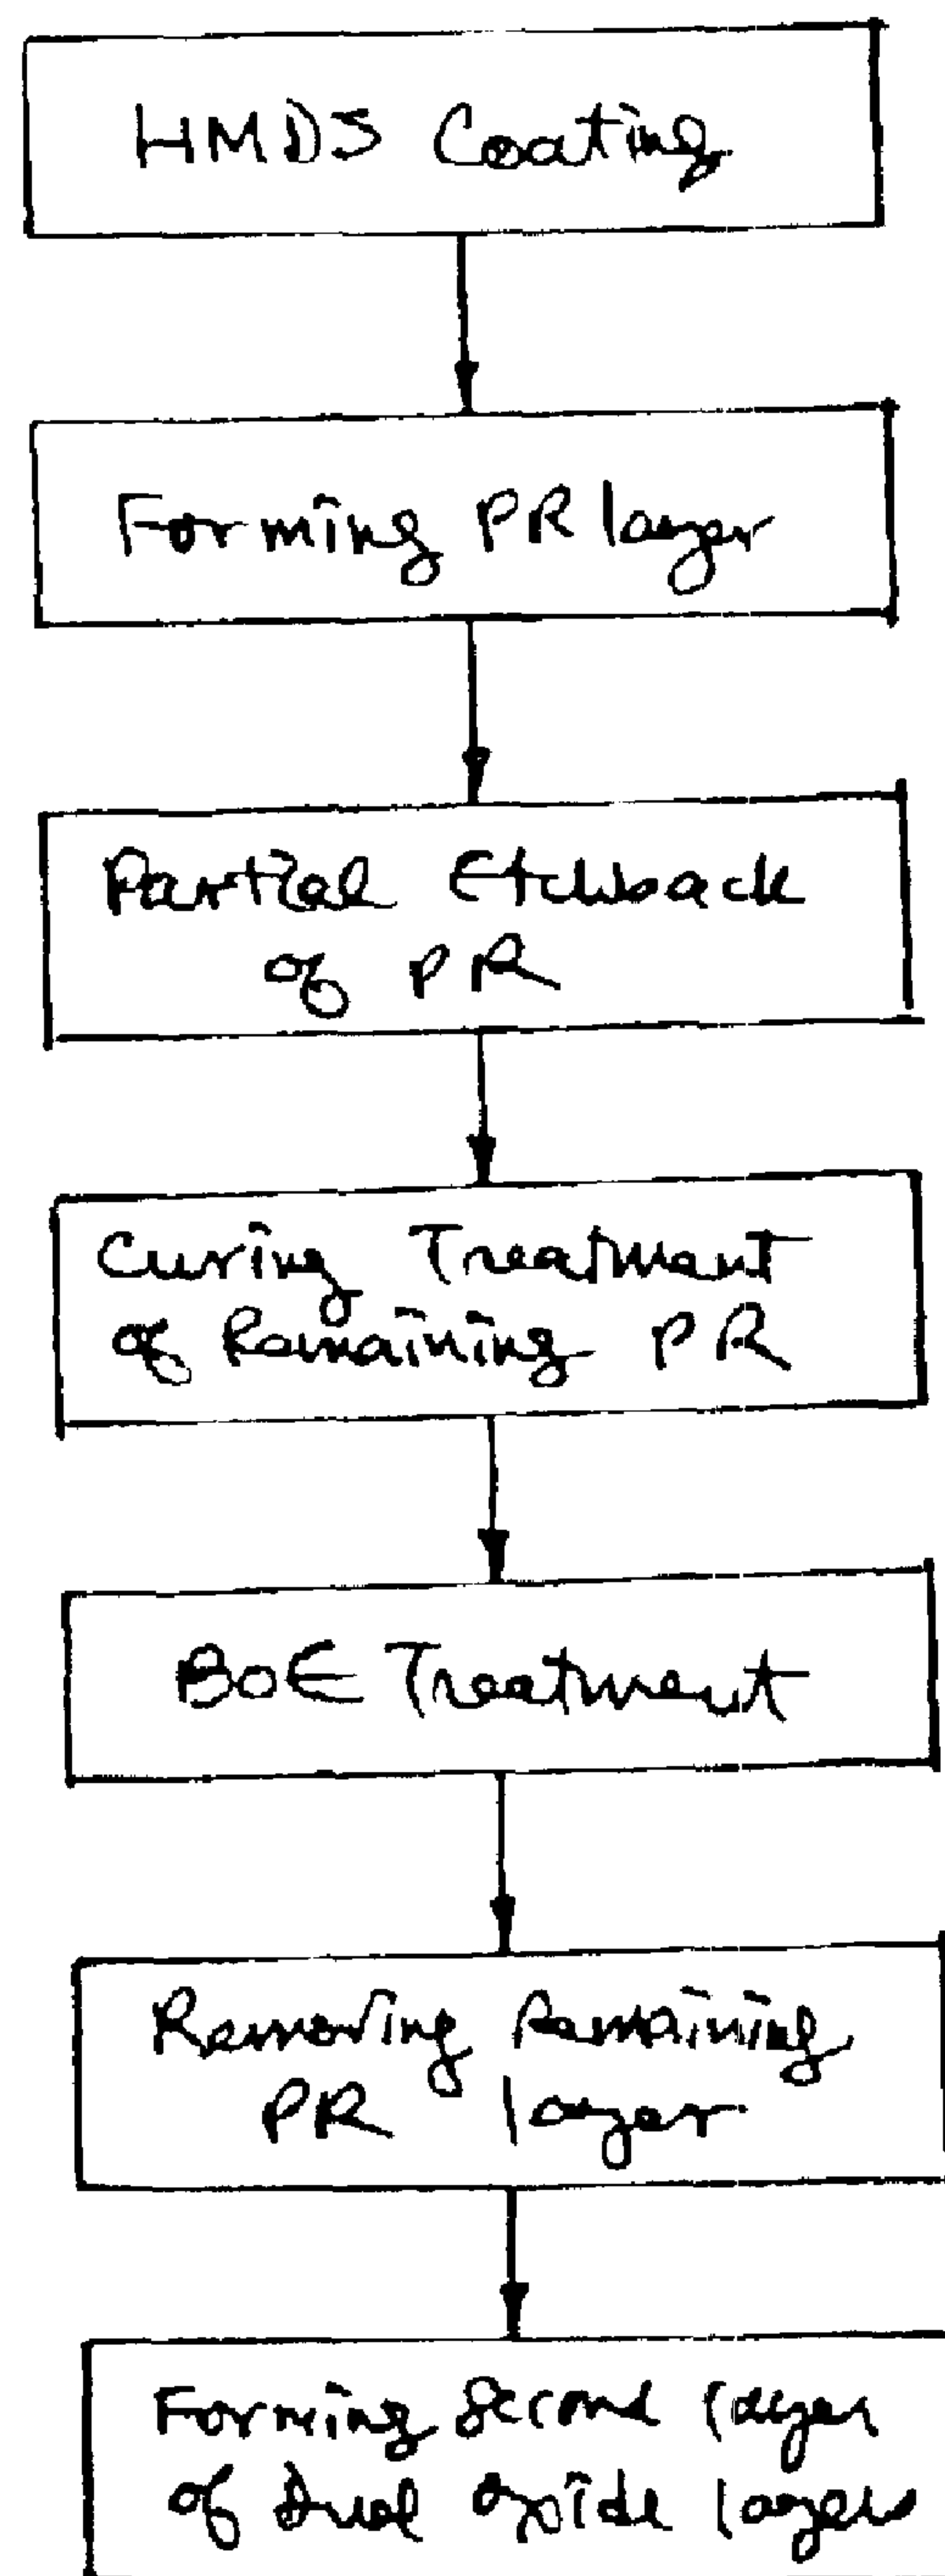 HMDS Coating
Forming PR layer
Partial Etchback
of PR
Curing Treatment
of Remaining PR
BOE Treatment
Removing Remaining
PR layer
Forming Second layer
of Dual oxide layers